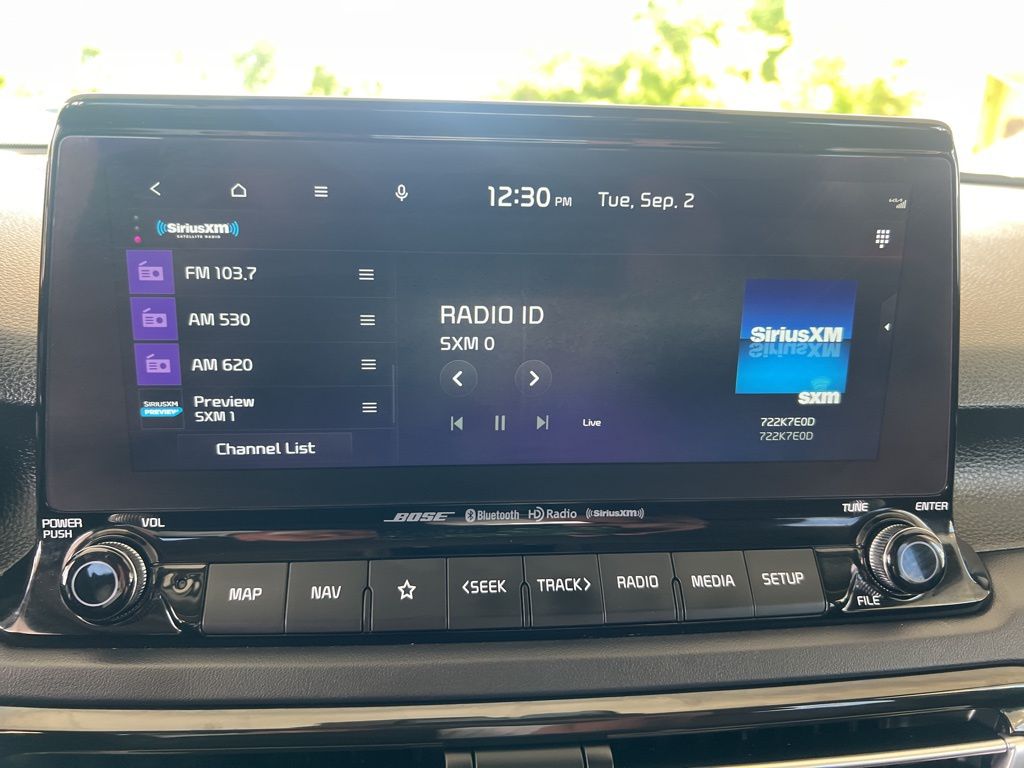 12:30 PM Tue, Sep. 2
SiriusXM
SATELLITE RADIO
FM 103.7
AM 530
AM 620
SIRIUSXM
PREVIEW
Preview
SXM 1
Channel List
RADIO ID
SXM 0
Live
SiriusXM
sxm
722K7E0D
722K7E0D
POWER
PUSH
VOL
BOSE Bluetooth HD Radio SiriusXM
TUNE
ENTER
FILE
MAP NAV <SEEK TRACK> RADIO MEDIA SETUP